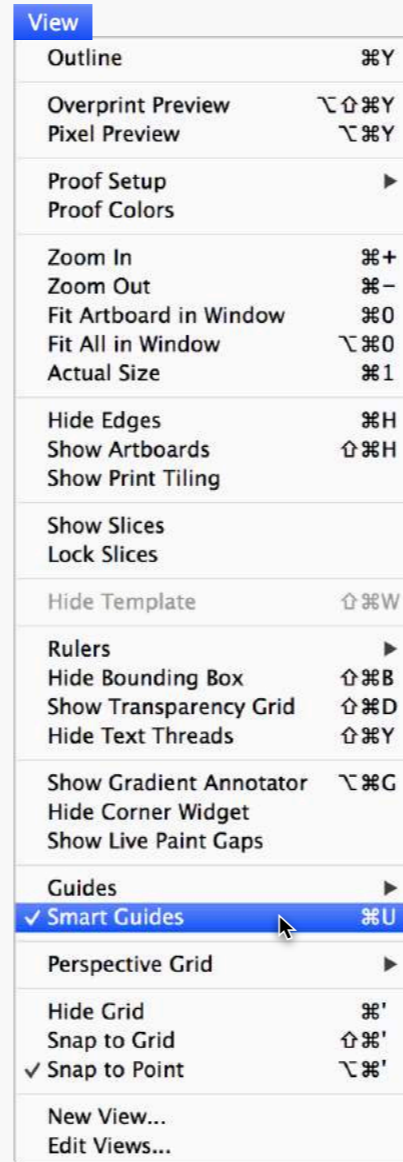 View
Outline ⌘Y
Overprint Preview ⌥⇧⌘Y
Pixel Preview ⌥⌘Y
Proof Setup ▶
Proof Colors
Zoom In ⌘+
Zoom Out ⌘−
Fit Artboard in Window ⌘0
Fit All in Window ⌥⌘0
Actual Size ⌘1
Hide Edges ⌘H
Show Artboards ⇧⌘H
Show Print Tiling
Show Slices
Lock Slices
Hide Template ⇧⌘W
Rulers ▶
Hide Bounding Box ⇧⌘B
Show Transparency Grid ⇧⌘D
Hide Text Threads ⇧⌘Y
Show Gradient Annotator ⌥⌘G
Hide Corner Widget
Show Live Paint Gaps
Guides ▶
✓ Smart Guides ⌘U
Perspective Grid ▶
Hide Grid ⌘'
Snap to Grid ⇧⌘'
✓ Snap to Point ⌥⌘'
New View...
Edit Views...